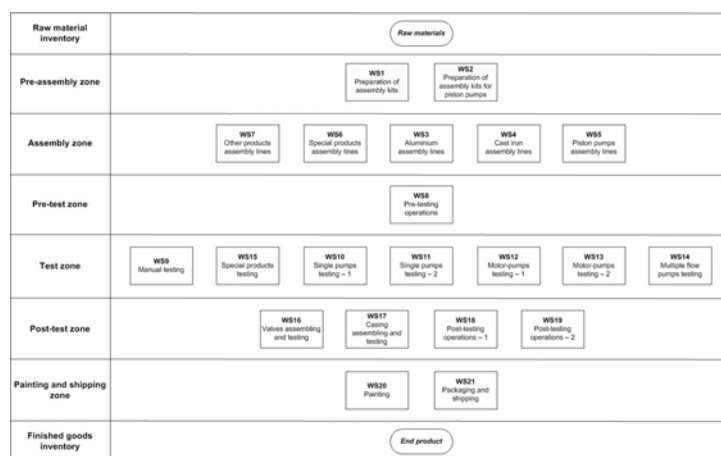 Raw material
inventory
Raw materials
Pre-assembly zone
WS1
Preparation of
assembly kits
WS2
Preparation of
assembly kits for
piston pumps
Assembly zone
WS7
Other products
assembly lines
WS6
Special products
assembly lines
WS3
Aluminium
assembly lines
WS4
Cast iron
assembly lines
WS5
Piston pumps
assembly lines
Pre-test zone
WS8
Pre-testing
operations
Test zone
WS9
Manual testing
WS15
Special products
testing
WS10
Single pumps
testing – 1
WS11
Single pumps
testing – 2
WS12
Motor-pumps
testing – 1
WS13
Motor-pumps
testing – 2
WS14
Multiple flow
pumps testing
Post-test zone
WS16
Valves assembling
and testing
WS17
Casing
assembling and
testing
WS18
Post-testing
operations – 1
WS19
Post-testing
operations – 2
Painting and shipping
zone
WS20
Painting
WS21
Packaging and
shipping
Finished goods
inventory
End product